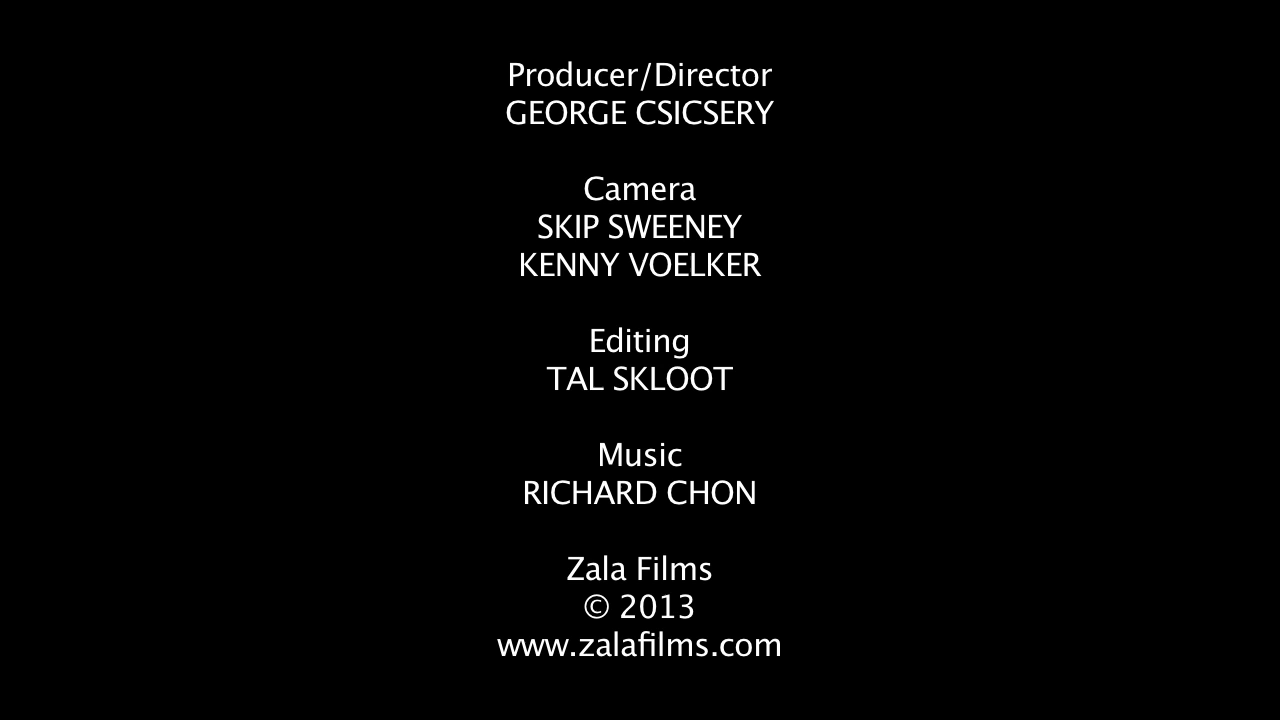 Producer/Director
GEORGE CSICSERY
Camera
SKIP SWEENEY
KENNY VOELKER
Editing
TAL SKLOOT
Music
RICHARD CHON
Zala Films
© 2013
www.zalafilms.com